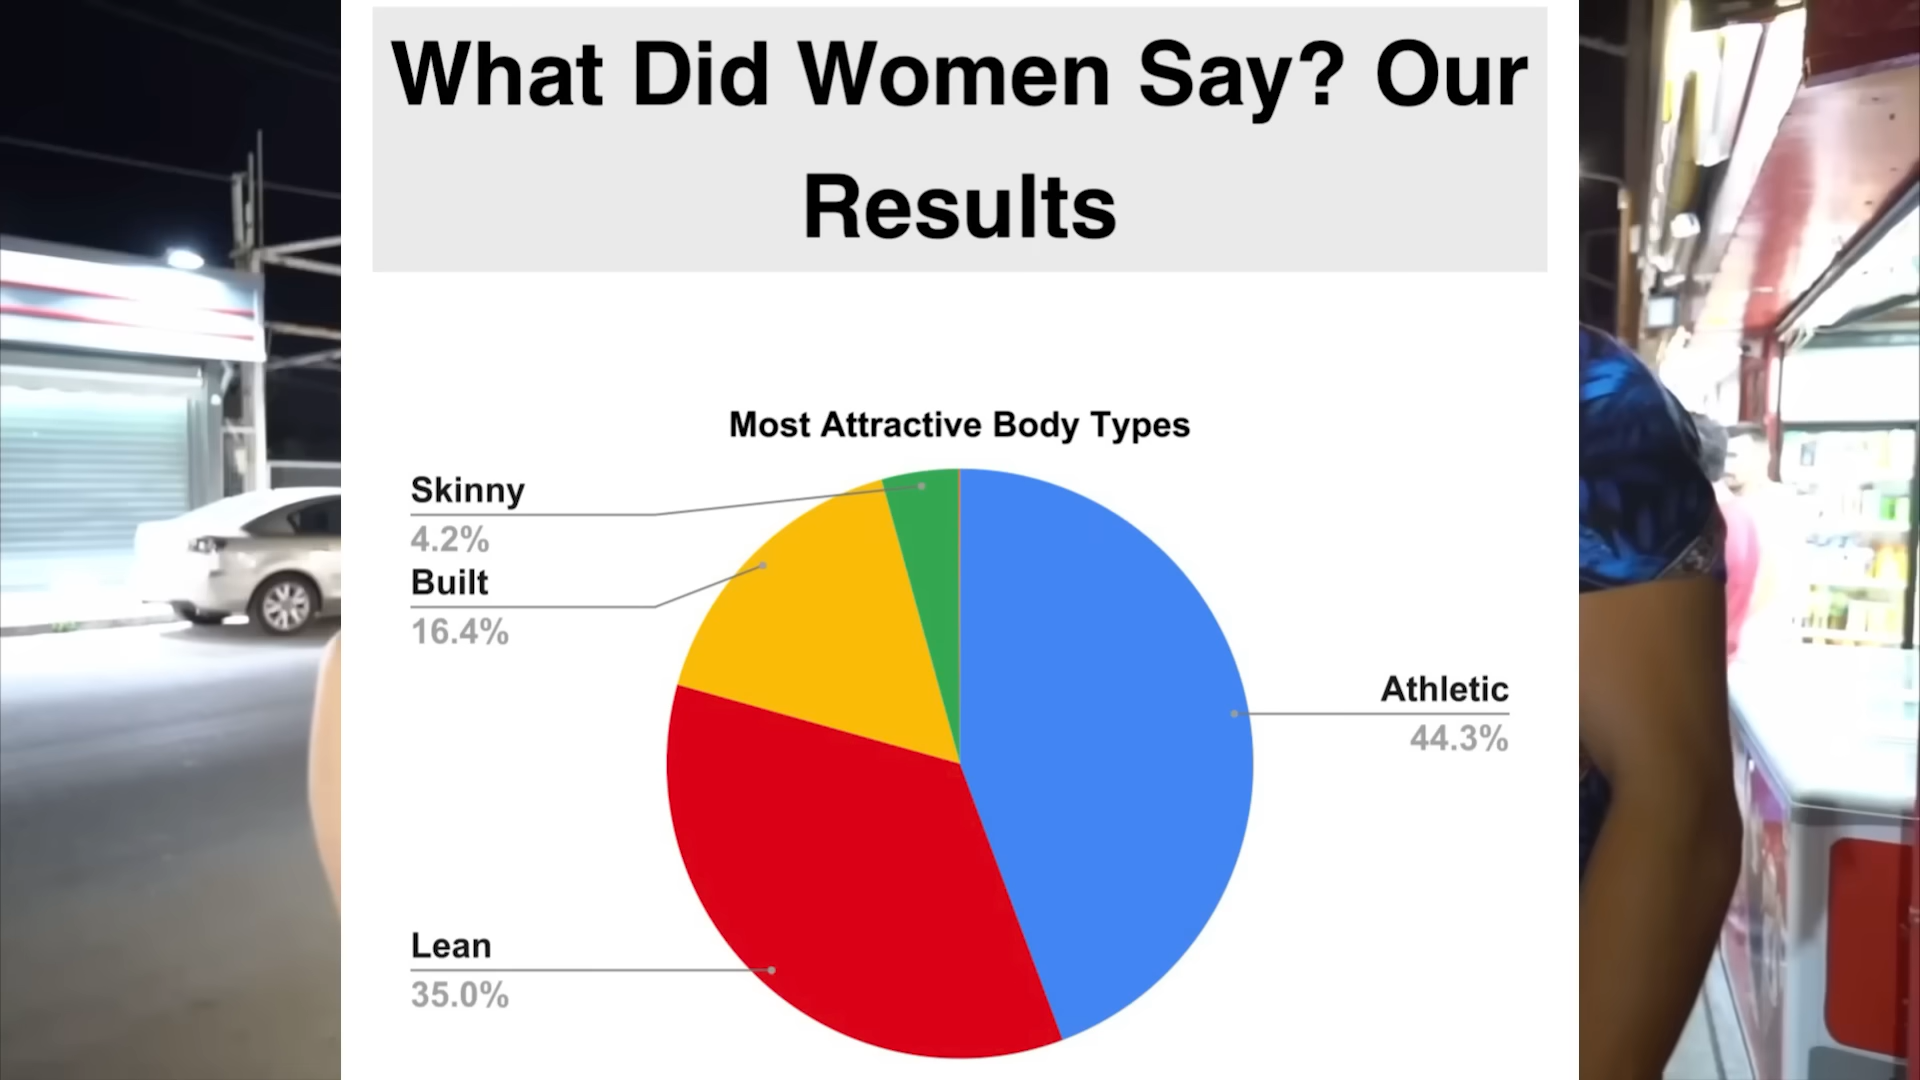 What Did Women Say? Our
Results
Most Attractive Body Types
Skinny
4.2%
Built
16.4%
Athletic
44.3%
Lean
35.0%